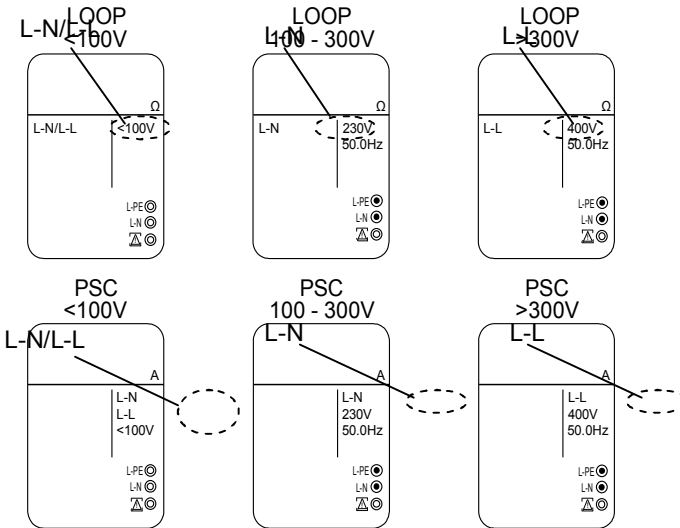 LOOP
<100V
L-N/L-L
Ω
L-N/L-L <100V
L-PE
L-N
LOOP
100 - 300V
L-N
Ω
L-N 230V
50.0Hz
L-PE
L-N
LOOP
>300V
L-L
Ω
L-L 400V
50.0Hz
L-PE
L-N
PSC
<100V
L-N/L-L
A
L-N
L-L
<100V
L-PE
L-N
PSC
100 - 300V
L-N
A
L-N
230V
50.0Hz
L-PE
L-N
PSC
>300V
L-L
A
L-L
400V
50.0Hz
L-PE
L-N